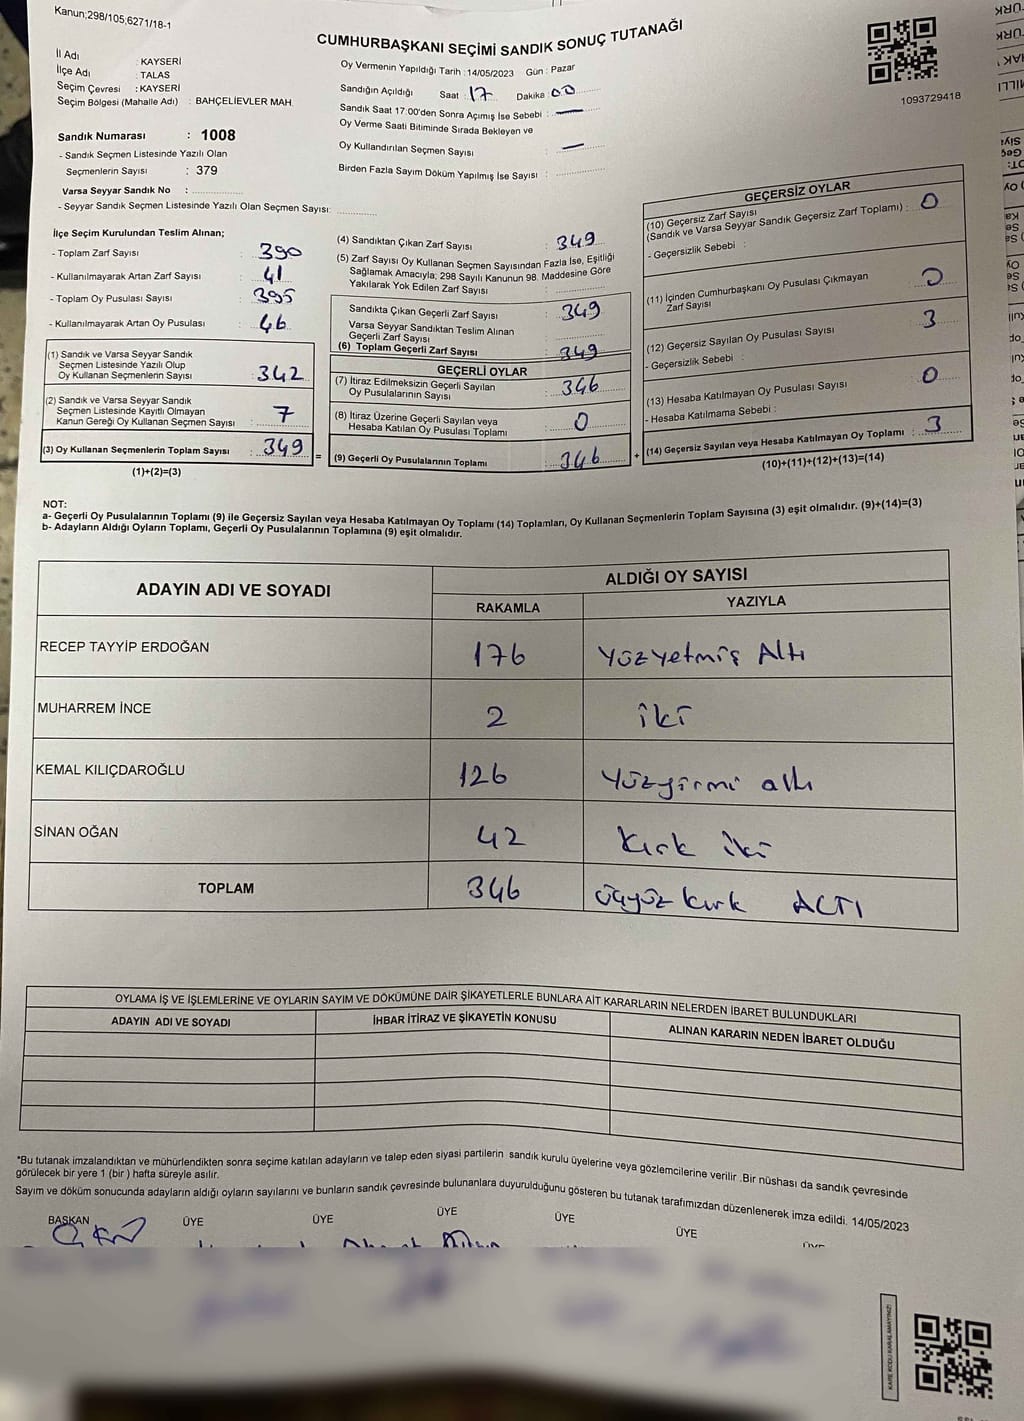 Kanun;298/105;6271/18-1
CUMHURBAŞKANI SEÇİMİ SANDIK SONUÇ TUTANAĞI
İl Adı : KAYSERİ
İlçe Adı : TALAS
Seçim Çevresi : KAYSERİ
Seçim Bölgesi (Mahalle Adı) : BAHÇELİEVLER MAH.
Sandık Numarası : 1008
- Sandık Seçmen Listesinde Yazılı Olan
Seçmenlerin Sayısı : 379
Varsa Seyyar Sandık No :
- Seyyar Sandık Seçmen Listesinde Yazılı Olan Seçmen Sayısı:
Oy Vermenin Yapıldığı Tarih : 14/05/2023 Gün : Pazar
Sandığın Açıldığı Saat : 17 Dakika : 00
Sandık Saat 17:00'den Sonra Açımış İse Sebebi : —
Oy Verme Saati Bitiminde Sırada Bekleyen ve
Oy Kullandırılan Seçmen Sayısı : —
Birden Fazla Sayım Döküm Yapılmış İse Sayısı :
1093729418
İlçe Seçim Kurulundan Teslim Alınan;
- Toplam Zarf Sayısı : 390
- Kullanılmayarak Artan Zarf Sayısı : 41
- Toplam Oy Pusulası Sayısı : 395
- Kullanılmayarak Artan Oy Pusulası : 46
(1) Sandık ve Varsa Seyyar Sandık
Seçmen Listesinde Yazılı Olup
Oy Kullanan Seçmenlerin Sayısı : 342
(2) Sandık ve Varsa Seyyar Sandık
Seçmen Listesinde Kayıtlı Olmayan
Kanun Gereği Oy Kullanan Seçmen Sayısı : 7
(3) Oy Kullanan Seçmenlerin Toplam Sayısı : 349
(1)+(2)=(3)
=
(4) Sandıktan Çıkan Zarf Sayısı : 349
(5) Zarf Sayısı Oy Kullanan Seçmen Sayısından Fazla İse, Eşitliği
Sağlamak Amacıyla; 298 Sayılı Kanunun 98. Maddesine Göre
Yakılarak Yok Edilen Zarf Sayısı :
Sandıkta Çıkan Geçerli Zarf Sayısı : 349
Varsa Seyyar Sandıktan Teslim Alınan
Geçerli Zarf Sayısı :
(6) Toplam Geçerli Zarf Sayısı : 349
GEÇERLİ OYLAR
(7) İtiraz Edilmeksizin Geçerli Sayılan
Oy Pusulalarının Sayısı : 346
(8) İtiraz Üzerine Geçerli Sayılan veya
Hesaba Katılan Oy Pusulası Toplamı : 0
(9) Geçerli Oy Pusulalarının Toplamı : 346
+
GEÇERSİZ OYLAR
(10) Geçersiz Zarf Sayısı
(Sandık ve Varsa Seyyar Sandık Geçersiz Zarf Toplamı) : 0
- Geçersizlik Sebebi :
(11) İçinden Cumhurbaşkanı Oy Pusulası Çıkmayan
Zarf Sayısı : 0
(12) Geçersiz Sayılan Oy Pusulası Sayısı : 3
- Geçersizlik Sebebi :
(13) Hesaba Katılmayan Oy Pusulası Sayısı : 0
- Hesaba Katılmama Sebebi :
(14) Geçersiz Sayılan veya Hesaba Katılmayan Oy Toplamı : 3
(10)+(11)+(12)+(13)=(14)
NOT:
a- Geçerli Oy Pusulalarının Toplamı (9) ile Geçersiz Sayılan veya Hesaba Katılmayan Oy Toplamı (14) Toplamları, Oy Kullanan Seçmenlerin Toplam Sayısına (3) eşit olmalıdır. (9)+(14)=(3)
b- Adayların Aldığı Oyların Toplamı, Geçerli Oy Pusulalarının Toplamına (9) eşit olmalıdır.
ADAYIN ADI VE SOYADI ALDIĞI OY SAYISI
RAKAMLA YAZIYLA
RECEP TAYYİP ERDOĞAN 176 yüzyetmiş Altı
MUHARREM İNCE 2 iki
KEMAL KILIÇDAROĞLU 126 yüzyirmi altı
SİNAN OĞAN 42 kırk iki
TOPLAM 346 üçyüz kırk ALTI
OYLAMA İŞ VE İŞLEMLERİNE VE OYLARIN SAYIM VE DÖKÜMÜNE DAİR ŞİKAYETLERLE BUNLARA AİT KARARLARIN NELERDEN İBARET BULUNDUKLARI
ADAYIN ADI VE SOYADI İHBAR İTİRAZ VE ŞİKAYETİN KONUSU ALINAN KARARIN NEDEN İBARET OLDUĞU
*Bu tutanak imzalandıktan ve mühürlendikten sonra seçime katılan adayların ve talep eden siyasi partilerin sandık kurulu üyelerine veya gözlemcilerine verilir .Bir nüshası da sandık çevresinde
görülecek bir yere 1 (bir ) hafta süreyle asılır.
Sayım ve döküm sonucunda adayların aldığı oyların sayılarını ve bunların sandık çevresinde bulunanlara duyurulduğunu gösteren bu tutanak tarafımızdan düzenlenerek imza edildi. 14/05/2023
BAŞKAN ÜYE ÜYE ÜYE ÜYE ÜYE
KARE KODU KARALAMAYINIZ!